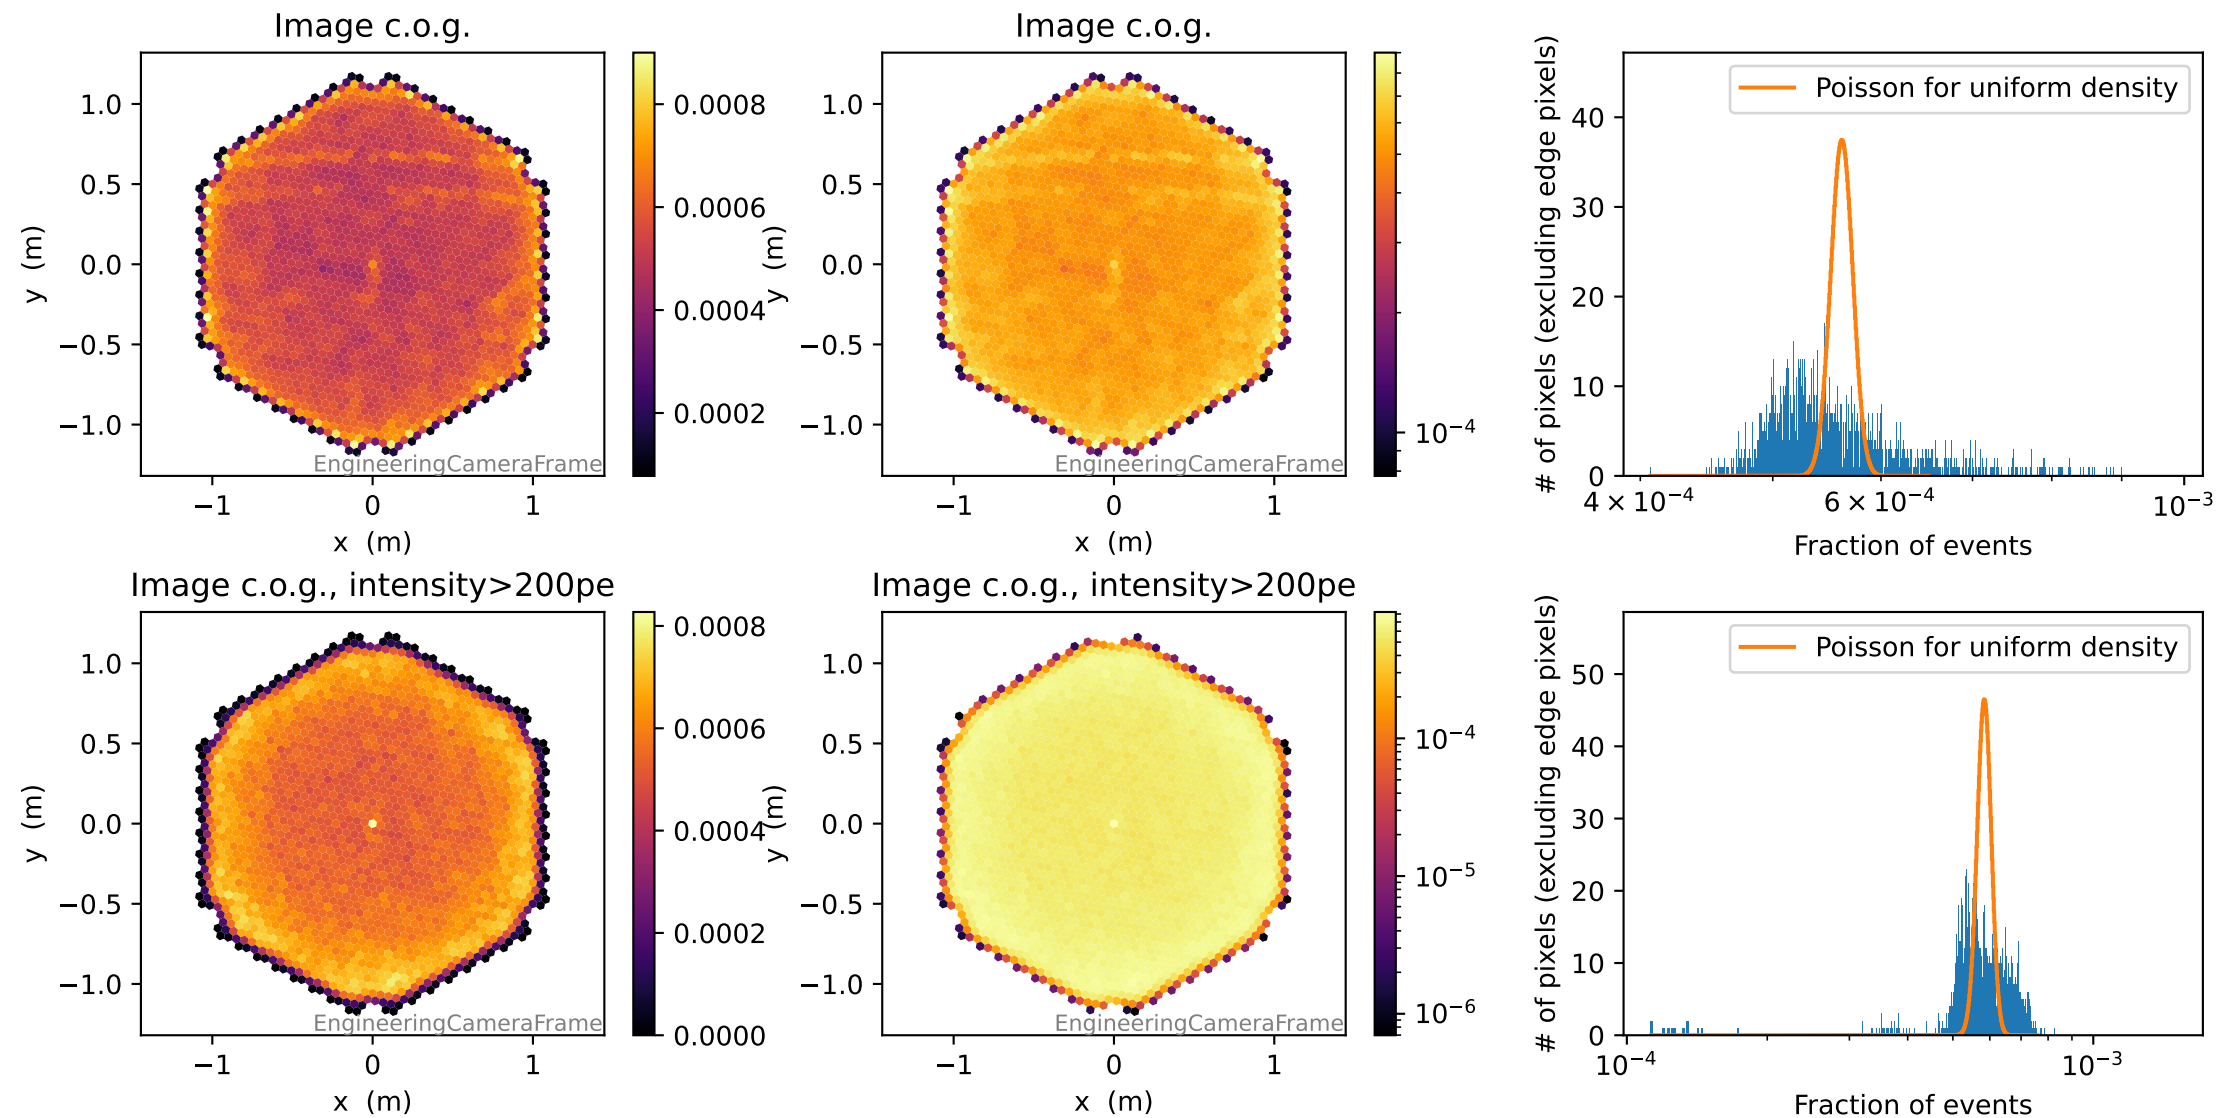 Image c.o.g.
1.0
0.5
0.0
−0.5
−1.0
y (m)
EngineeringCameraFrame
−1
0
1
x (m)
0.0008
0.0006
0.0004
0.0002
Image c.o.g.
1.0
0.5
0.0
−0.5
−1.0
y (m)
EngineeringCameraFrame
−1
0
1
x (m)
10⁻⁴
# of pixels (excluding edge pixels)
40
30
20
10
0
Poisson for uniform density
4 × 10⁻⁴
6 × 10⁻⁴
10⁻³
Fraction of events
Image c.o.g., intensity>200pe
1.0
0.5
0.0
−0.5
−1.0
y (m)
EngineeringCameraFrame
−1
0
1
x (m)
0.0008
0.0006
0.0004
0.0002
0.0000
Image c.o.g., intensity>200pe
1.0
0.5
0.0
−0.5
−1.0
y (m)
EngineeringCameraFrame
−1
0
1
x (m)
10⁻⁴
10⁻⁵
10⁻⁶
# of pixels (excluding edge pixels)
50
40
30
20
10
0
Poisson for uniform density
10⁻⁴
10⁻³
Fraction of events